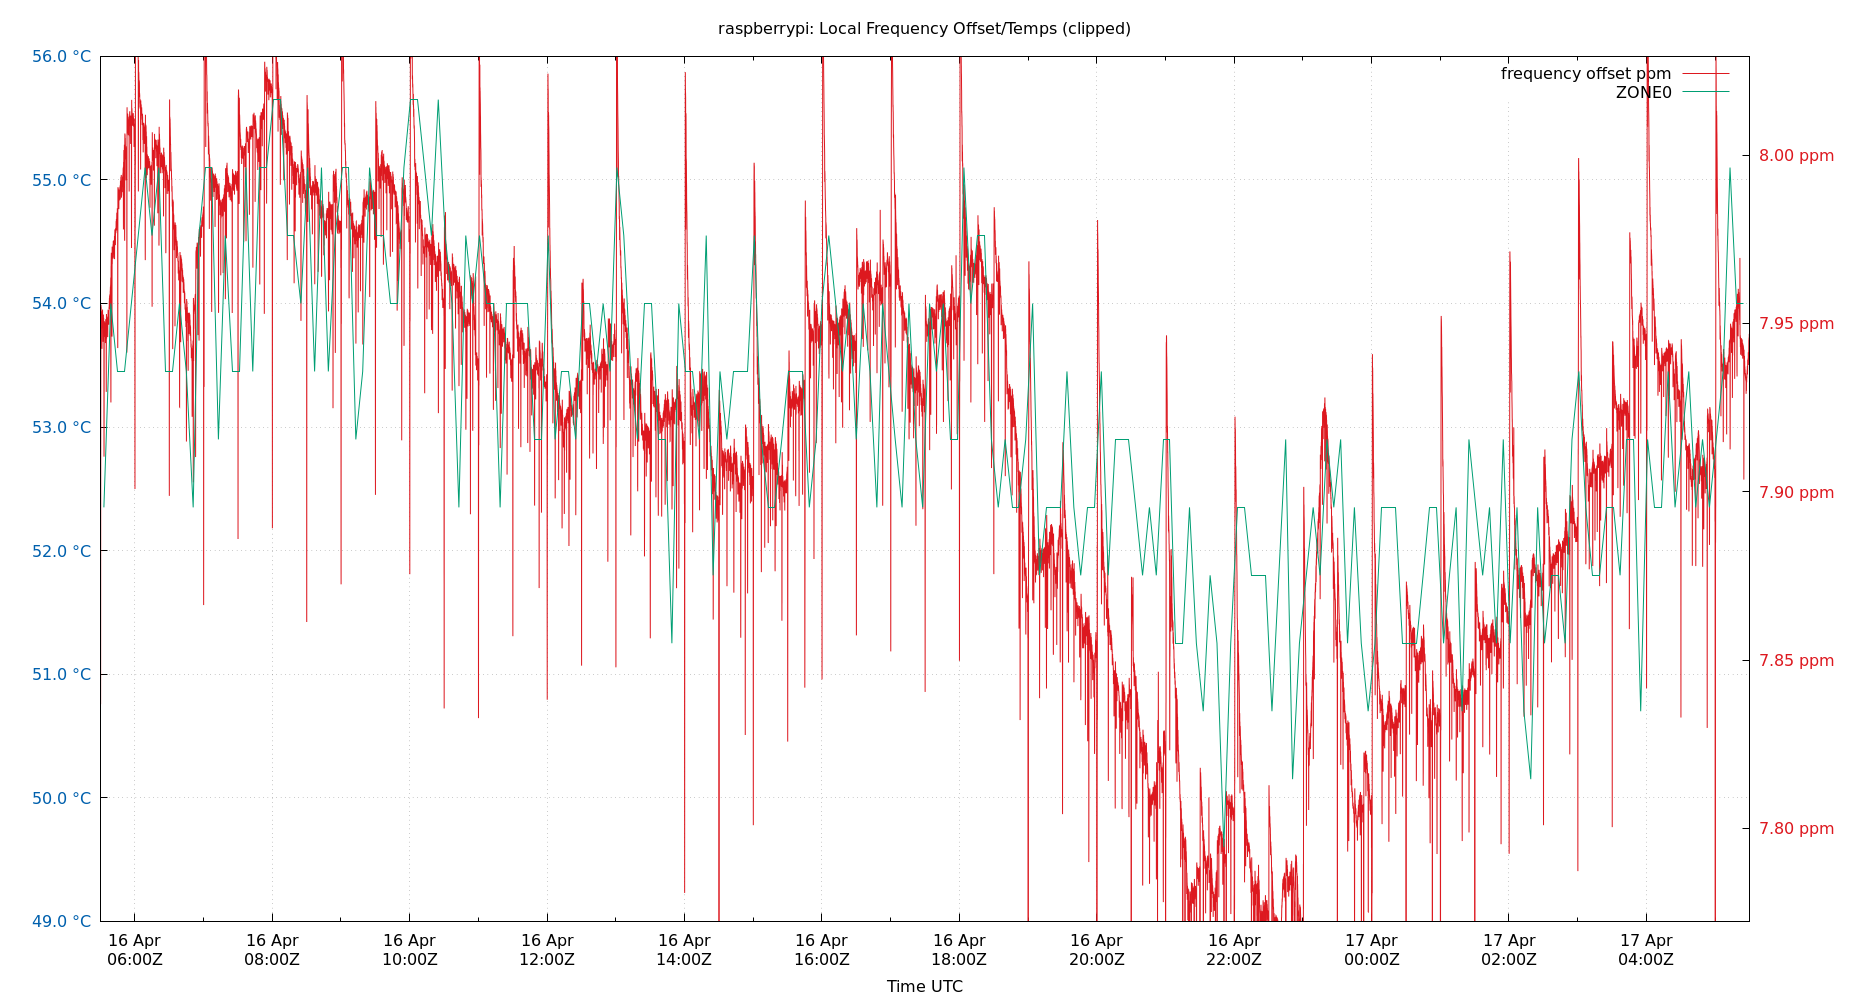 raspberrypi: Local Frequency Offset/Temps (clipped)
56.0 °C
55.0 °C
54.0 °C
53.0 °C
52.0 °C
51.0 °C
50.0 °C
49.0 °C
frequency offset ppm
ZONE0
8.00 ppm
7.95 ppm
7.90 ppm
7.85 ppm
7.80 ppm
16 Apr 16 Apr 16 Apr 16 Apr 16 Apr 16 Apr 16 Apr 16 Apr 16 Apr 17 Apr 17 Apr 17 Apr
06:00Z 08:00Z 10:00Z 12:00Z 14:00Z 16:00Z 18:00Z 20:00Z 22:00Z 00:00Z 02:00Z 04:00Z
Time UTC